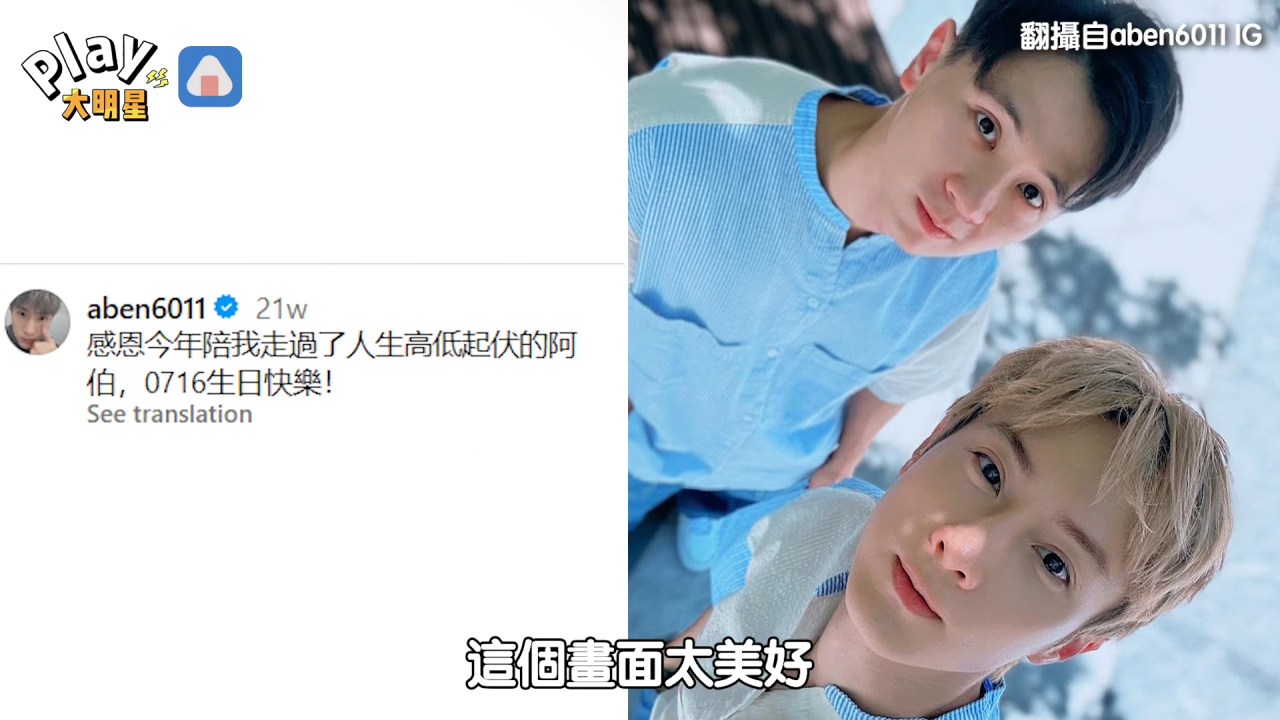 Play
大明星
翻攝自aben6011 IG
aben6011 21w
感恩今年陪我走過了人生高低起伏的阿
伯，0716生日快樂！
See translation
這個畫面太美好